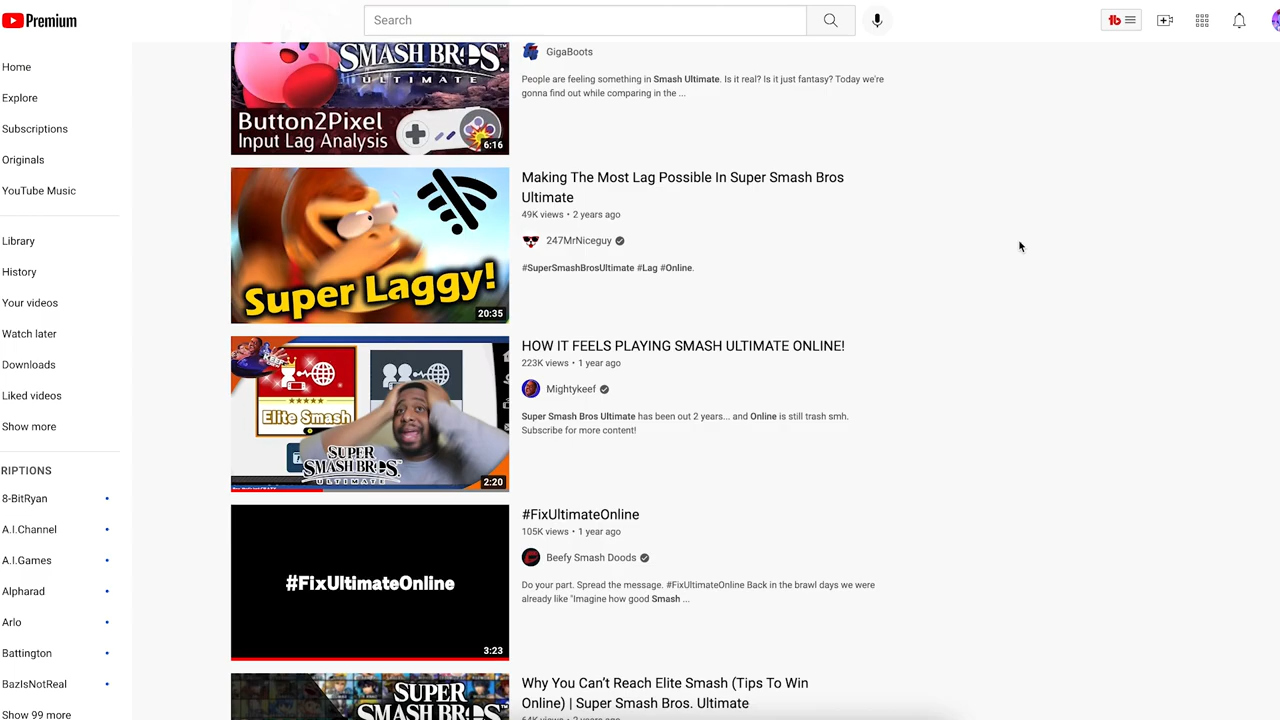 Premium
Search
tb
Home
Explore
Subscriptions
Originals
YouTube Music
Library
History
Your videos
Watch later
Downloads
Liked videos
Show more
RIPTIONS
8-BitRyan
A.I.Channel
A.I.Games
Alpharad
Arlo
Battington
BazIsNotReal
Show 99 more
SMASH BROS.
ULTIMATE
Button2Pixel
Input Lag Analysis
6:16
GigaBoots
People are feeling something in Smash Ultimate. Is it real? Is it just fantasy? Today we're
gonna find out while comparing in the ...
Super Laggy!
20:35
Making The Most Lag Possible In Super Smash Bros
Ultimate
49K views • 2 years ago
247MrNiceguy
#SuperSmashBrosUltimate #Lag #Online.
Elite Smash
SUPER
SMASH BROS.
ULTIMATE
2:20
HOW IT FEELS PLAYING SMASH ULTIMATE ONLINE!
223K views • 1 year ago
Mightykeef
Super Smash Bros Ultimate has been out 2 years... and Online is still trash smh.
Subscribe for more content!
#FixUltimateOnline
3:23
#FixUltimateOnline
105K views • 1 year ago
Beefy Smash Doods
Do your part. Spread the message. #FixUltimateOnline Back in the brawl days we were
already like "Imagine how good Smash ...
SUPER
SMASH BROS.
Why You Can't Reach Elite Smash (Tips To Win
Online) | Super Smash Bros. Ultimate
64K views • 2 years ago